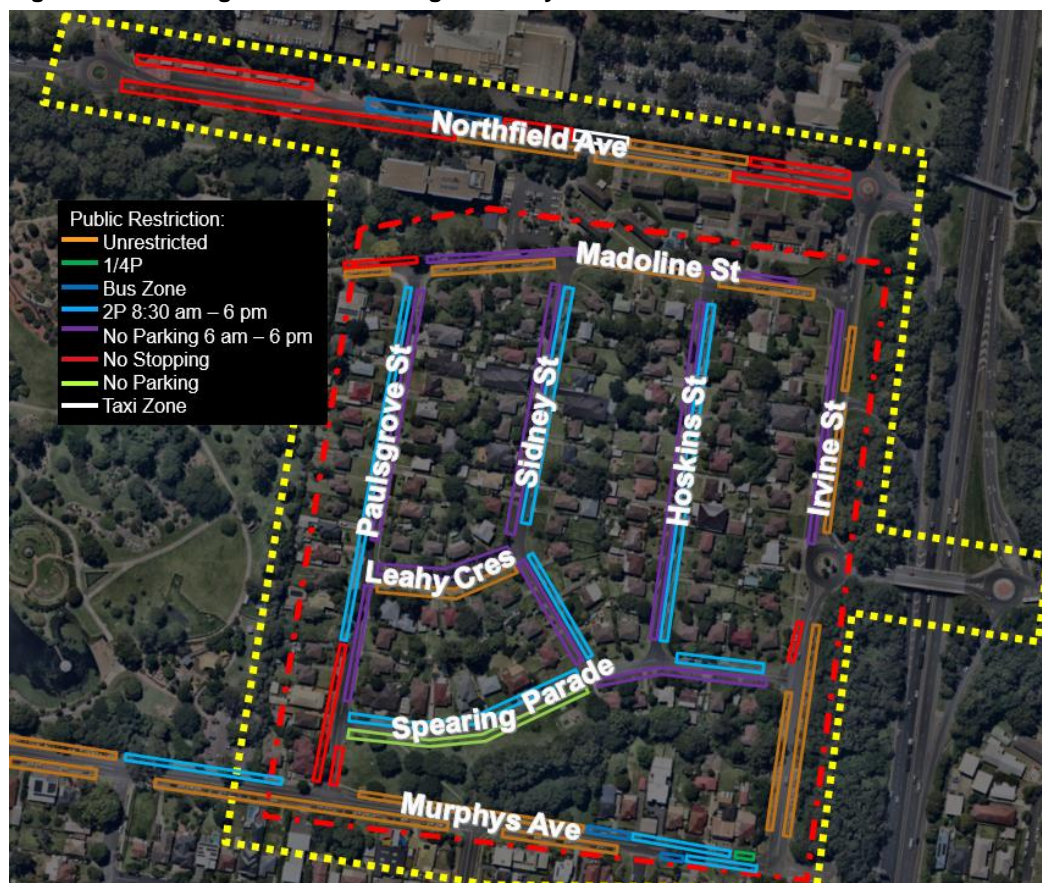 Northfield Ave
Public Restriction:
Unrestricted
1/4P
Bus Zone
2P 8:30 am – 6 pm
No Parking 6 am – 6 pm
No Stopping
No Parking
Taxi Zone
Madoline St
Paulsgrove St
Sidney St
Hoskins St
Irvine St
Leahy Cres
Spearing Parade
Murphys Ave